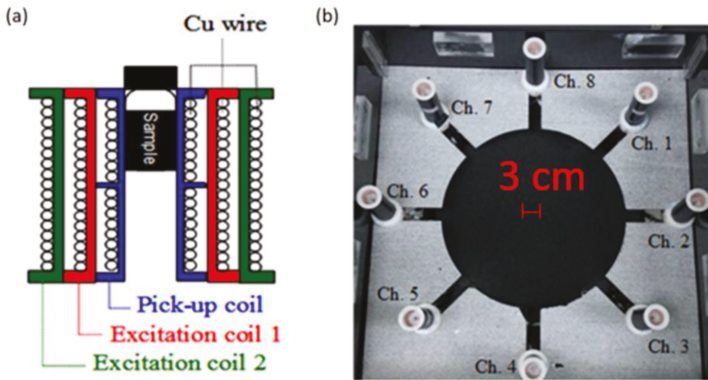 (a)
Cu wire
Sample
Pick-up coil
Excitation coil 1
Excitation coil 2
(b)
Ch. 8
Ch. 7
Ch. 1
3 cm
Ch. 6
Ch. 2
Ch. 5
Ch. 3
Ch. 4